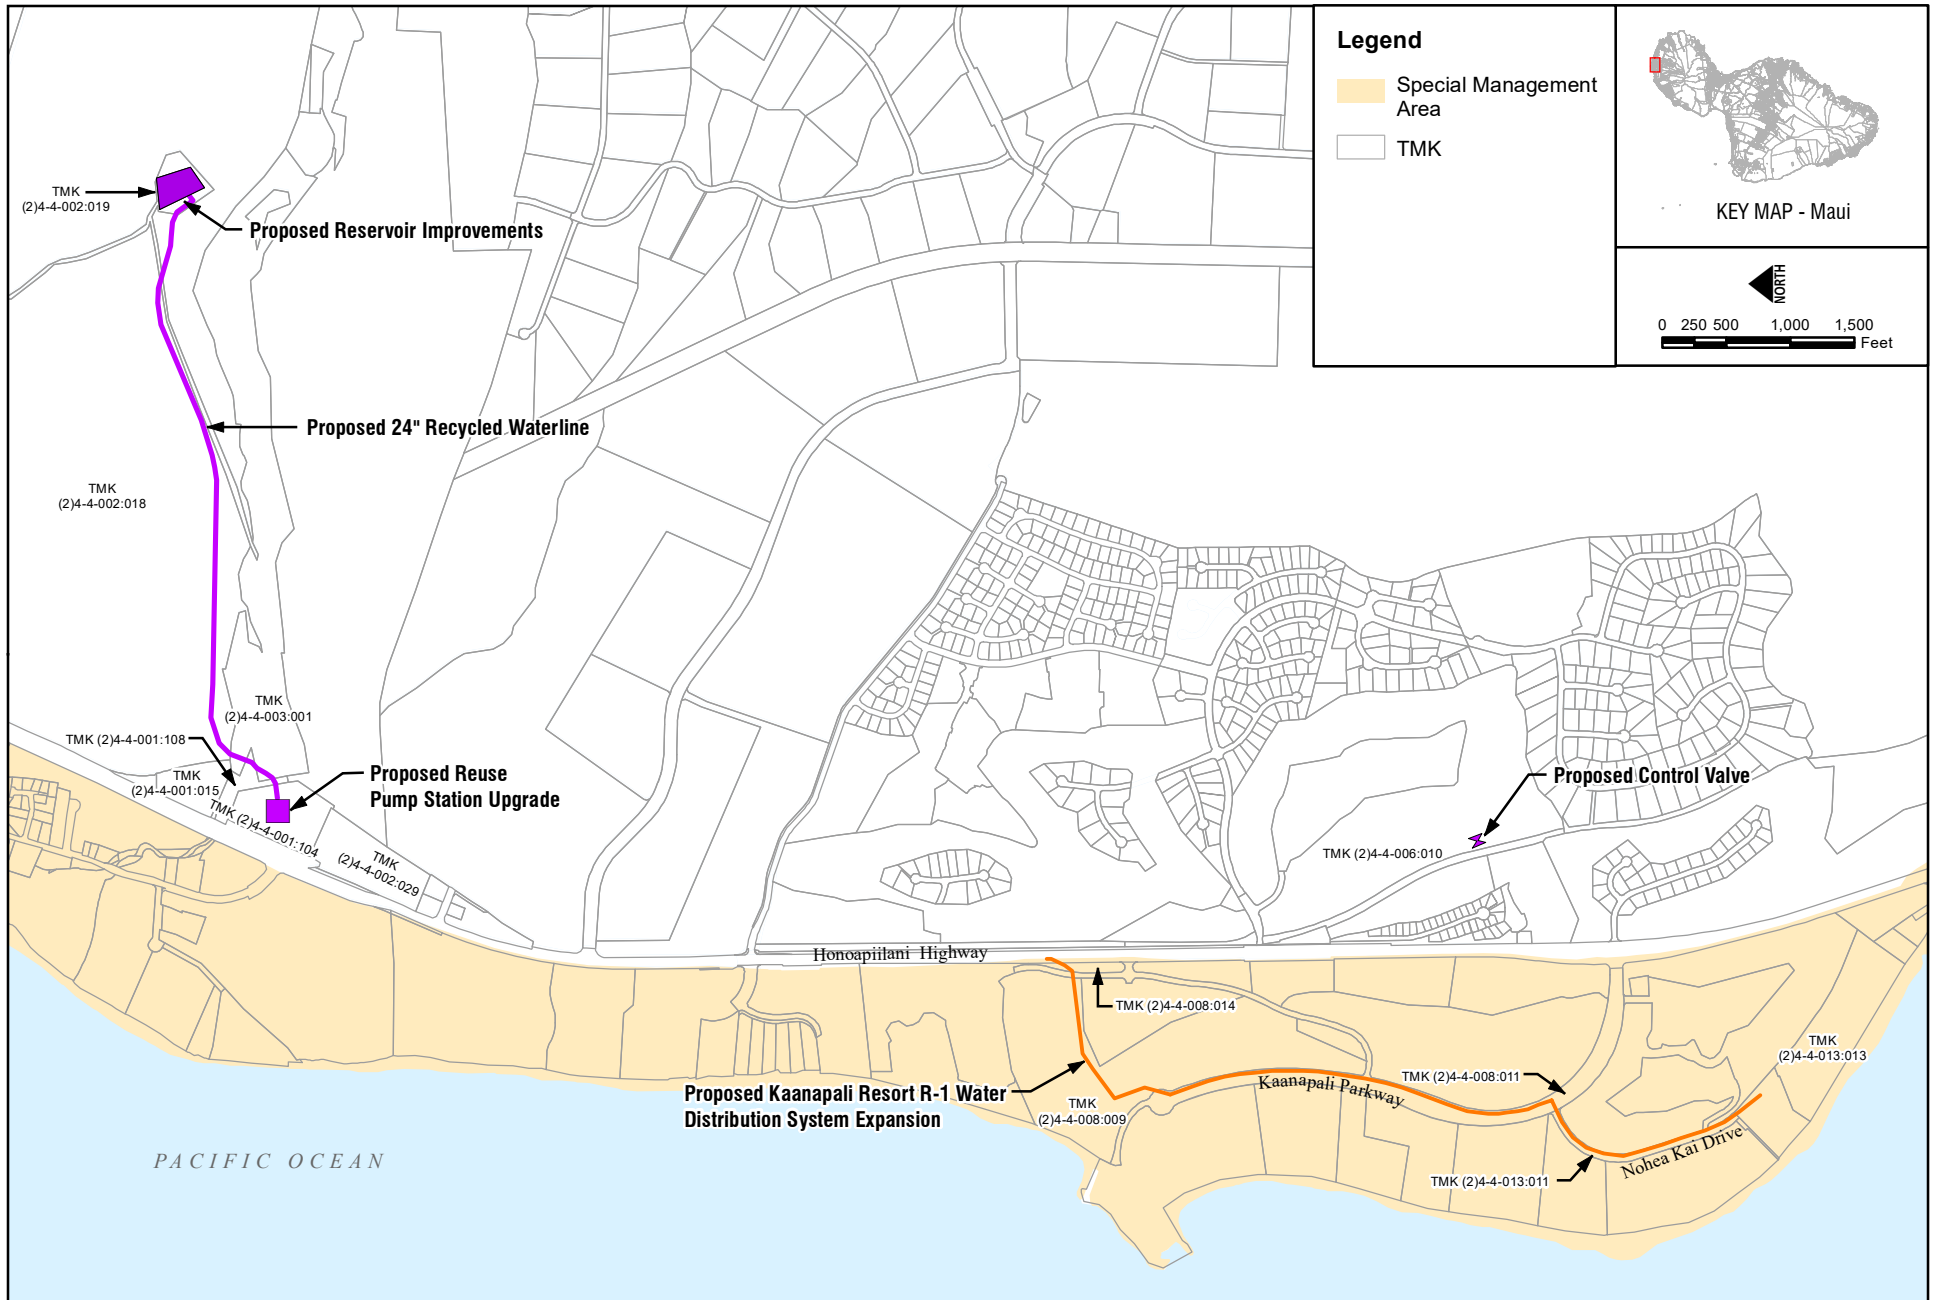 Legend
Special Management
Area
TMK
KEY MAP - Maui
NORTH
0 250 500 1,000 1,500
Feet
TMK
(2)4-4-002:019
Proposed Reservoir Improvements
Proposed 24" Recycled Waterline
TMK
(2)4-4-002:018
TMK
(2)4-4-003:001
TMK (2)4-4-001:108
TMK
(2)4-4-001:015
Proposed Reuse
Pump Station Upgrade
TMK (2)4-4-001:104
TMK
(2)4-4-002:029
Proposed Control Valve
TMK (2)4-4-006:010
Honoapiilani Highway
TMK (2)4-4-008:014
TMK
(2)4-4-013:013
TMK (2)4-4-008:011
Kaanapali Parkway
Proposed Kaanapali Resort R-1 Water
Distribution System Expansion
TMK
(2)4-4-008:009
Nohea Kai Drive
TMK (2)4-4-013:011
PACIFIC OCEAN